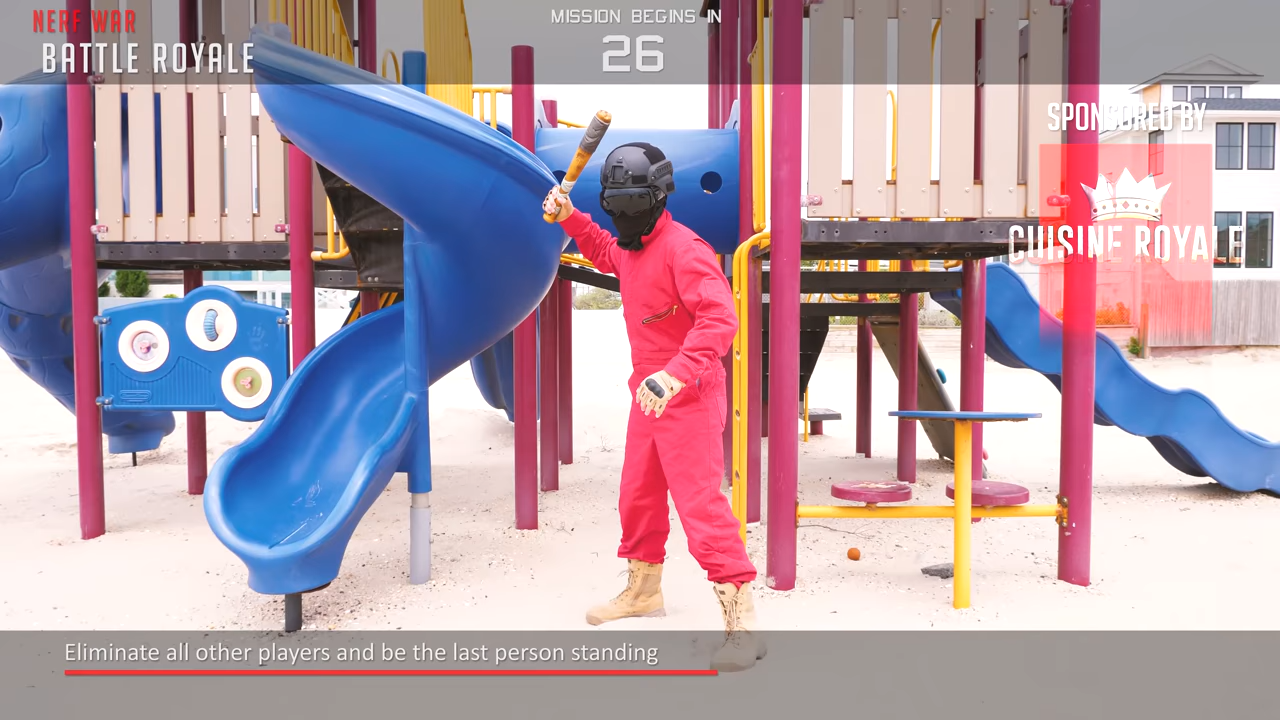 NERF WAR
BATTLE ROYALE
MISSION BEGINS IN
26
SPONSORED BY
CUISINE ROYALE
Eliminate all other players and be the last person standing